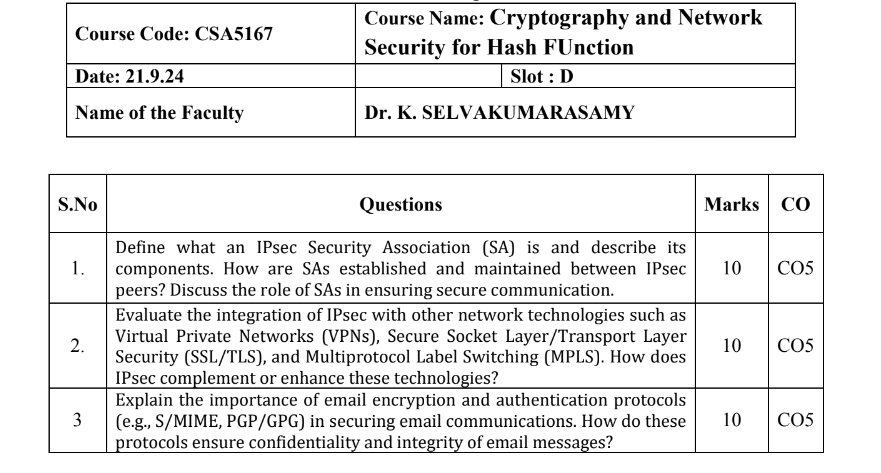 Course Code: CSA5167
Course Name: Cryptography and Network
Security for Hash FUnction
Date: 21.9.24
Slot : D
Name of the Faculty
Dr. K. SELVAKUMARASAMY
S.No
Questions
Marks
CO
1.
Define what an IPsec Security Association (SA) is and describe its
components. How are SAs established and maintained between IPsec
peers? Discuss the role of SAs in ensuring secure communication.
10
CO5
2.
Evaluate the integration of IPsec with other network technologies such as
Virtual Private Networks (VPNs), Secure Socket Layer/Transport Layer
Security (SSL/TLS), and Multiprotocol Label Switching (MPLS). How does
IPsec complement or enhance these technologies?
10
CO5
3
Explain the importance of email encryption and authentication protocols
(e.g., S/MIME, PGP/GPG) in securing email communications. How do these
protocols ensure confidentiality and integrity of email messages?
10
CO5